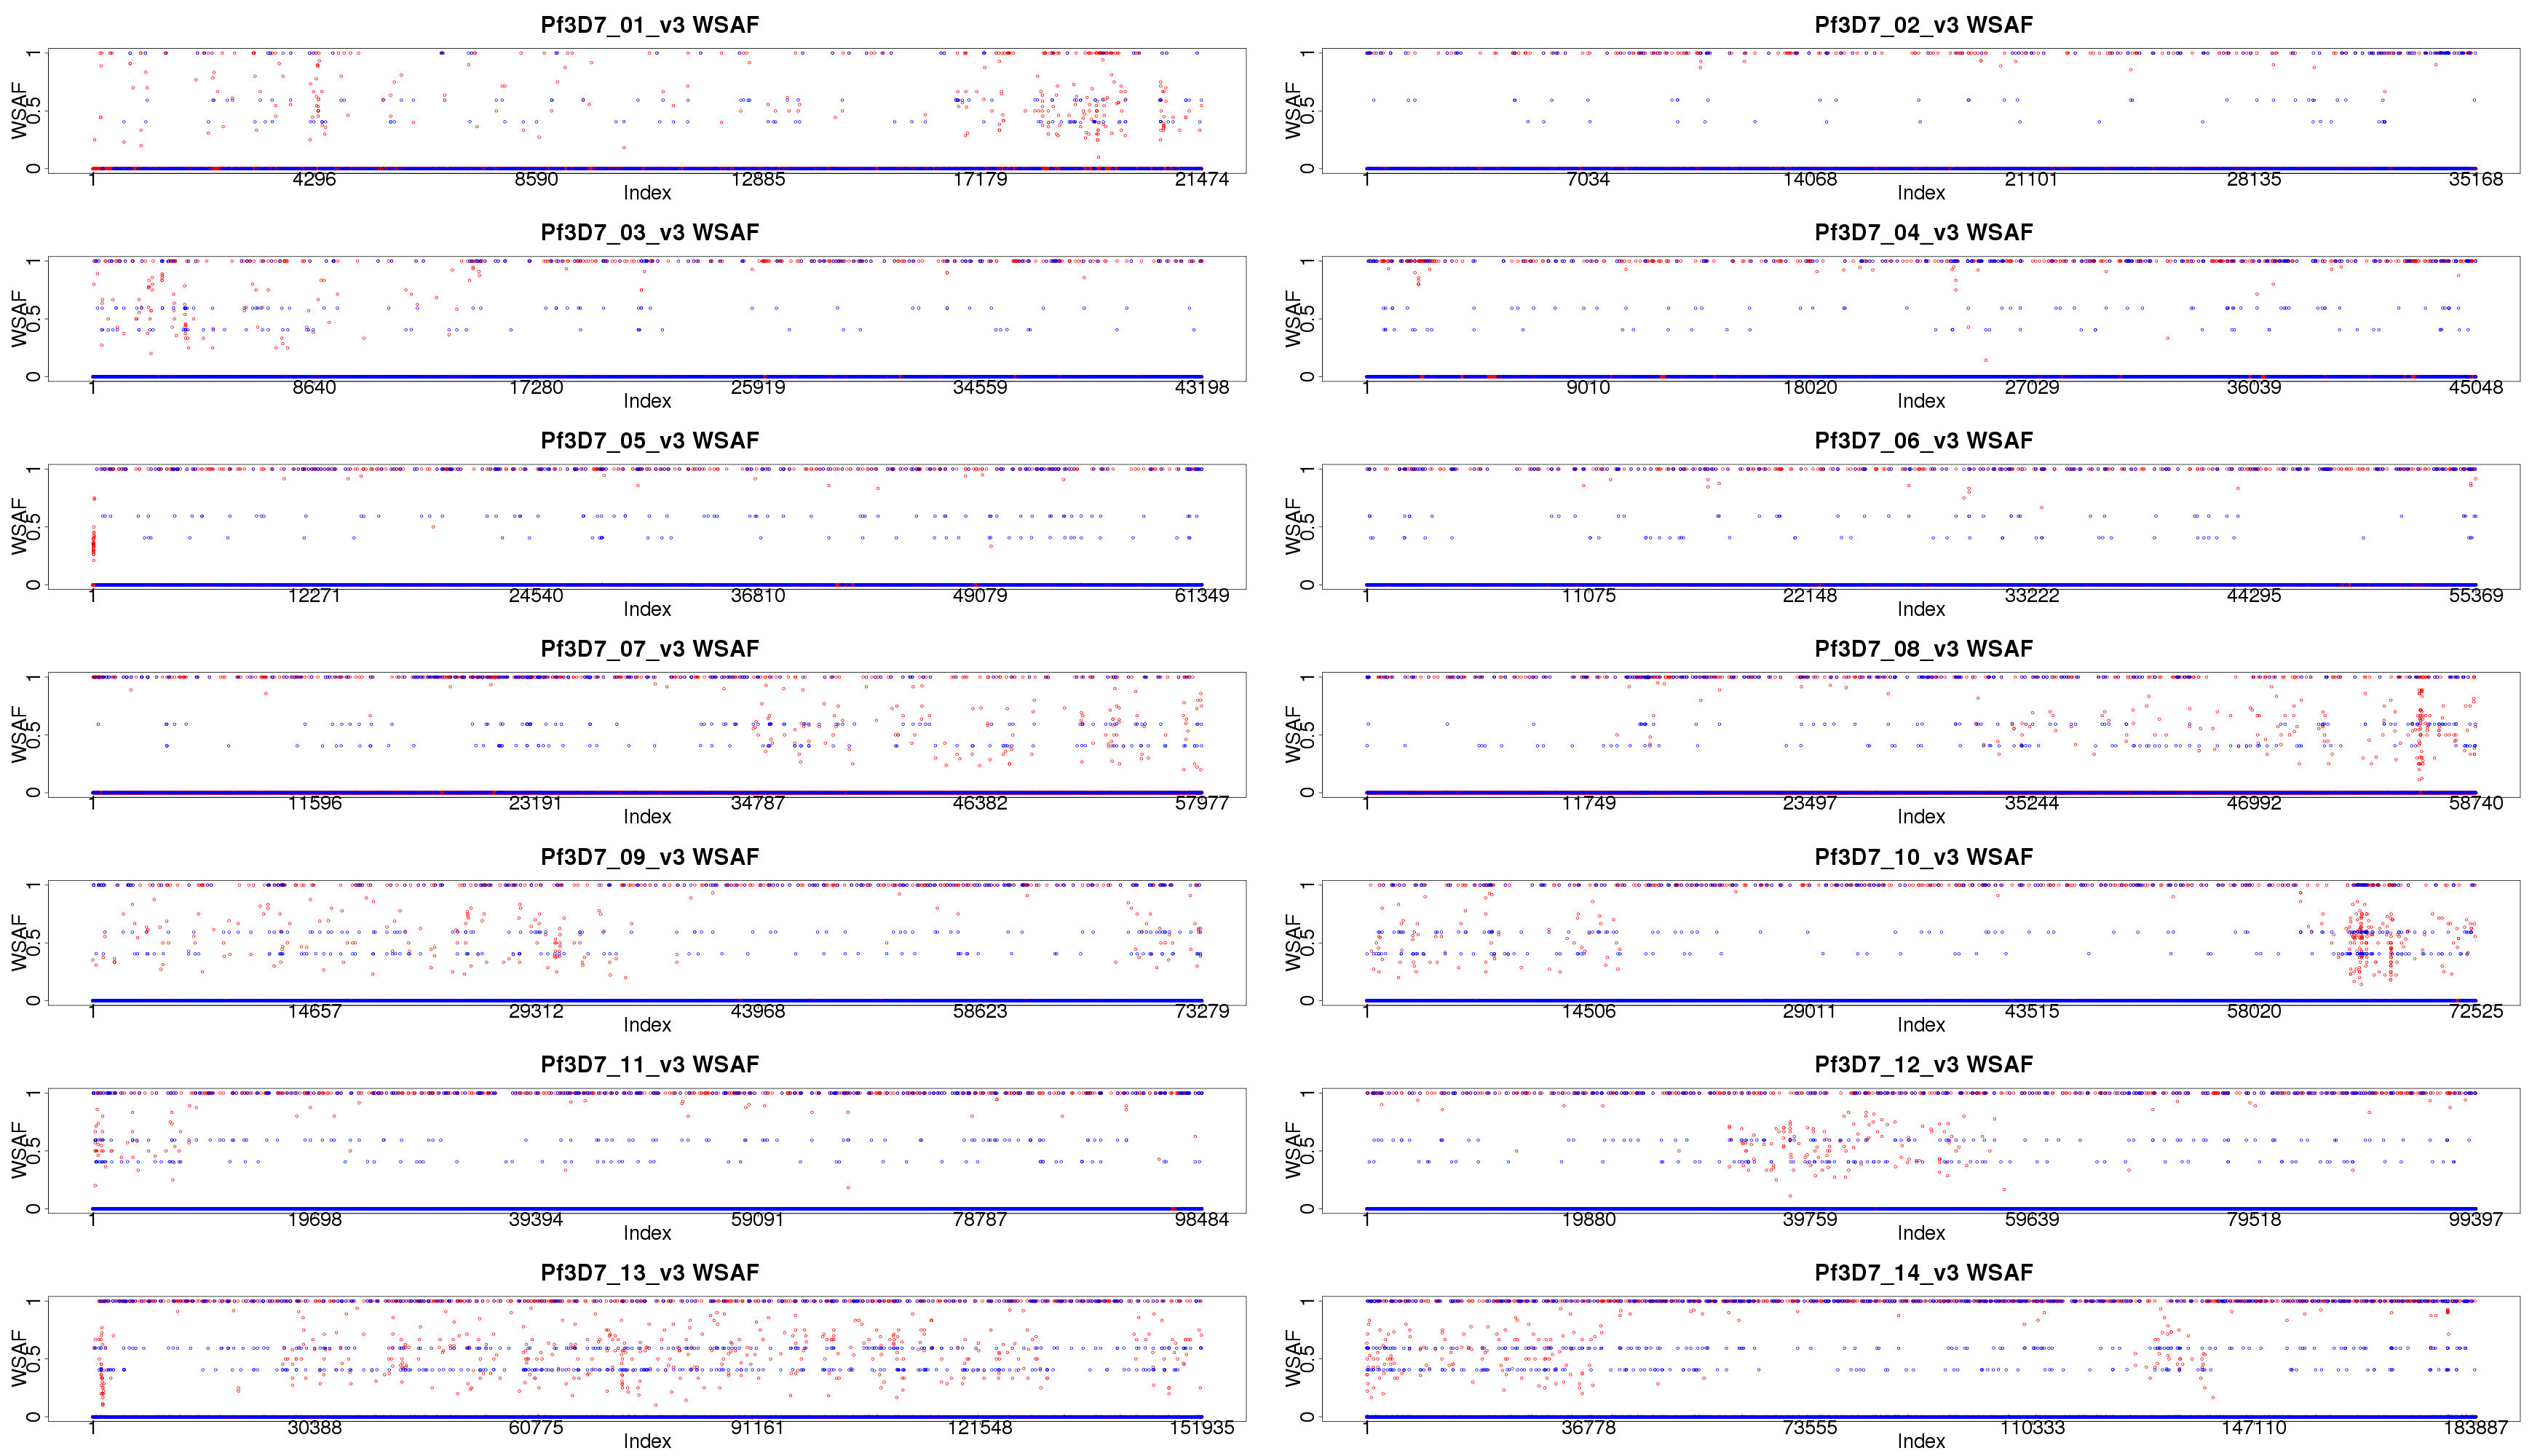 Pf3D7_01_v3 WSAF
WSAF
0 0.5 1
1 4296 8590 12885 17179 21474
Index
Pf3D7_02_v3 WSAF
WSAF
0 0.5 1
1 7034 14068 21101 28135 35168
Index
Pf3D7_03_v3 WSAF
WSAF
0 0.5 1
1 8640 17280 25919 34559 43198
Index
Pf3D7_04_v3 WSAF
WSAF
0 0.5 1
1 9010 18020 27029 36039 45048
Index
Pf3D7_05_v3 WSAF
WSAF
0 0.5 1
1 12271 24540 36810 49079 61349
Index
Pf3D7_06_v3 WSAF
WSAF
0 0.5 1
1 11075 22148 33222 44295 55369
Index
Pf3D7_07_v3 WSAF
WSAF
0 0.5 1
1 11596 23191 34787 46382 57977
Index
Pf3D7_08_v3 WSAF
WSAF
0 0.5 1
1 11749 23497 35244 46992 58740
Index
Pf3D7_09_v3 WSAF
WSAF
0 0.5 1
1 14657 29312 43968 58623 73279
Index
Pf3D7_10_v3 WSAF
WSAF
0 0.5 1
1 14506 29011 43515 58020 72525
Index
Pf3D7_11_v3 WSAF
WSAF
0 0.5 1
1 19698 39394 59091 78787 98484
Index
Pf3D7_12_v3 WSAF
WSAF
0 0.5 1
1 19880 39759 59639 79518 99397
Index
Pf3D7_13_v3 WSAF
WSAF
0 0.5 1
1 30388 60775 91161 121548 151935
Index
Pf3D7_14_v3 WSAF
WSAF
0 0.5 1
1 36778 73555 110333 147110 183887
Index